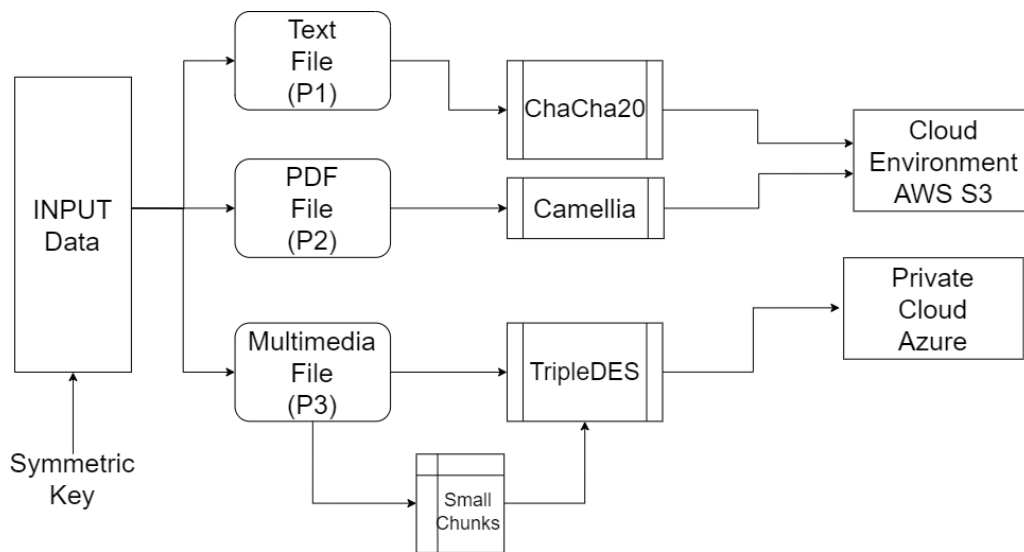 Text
File
(P1)
ChaCha20
Cloud
Environment
AWS S3
INPUT
Data
PDF
File
(P2)
Camellia
Private
Cloud
Azure
Multimedia
File
(P3)
TripleDES
Symmetric
Key
Small
Chunks